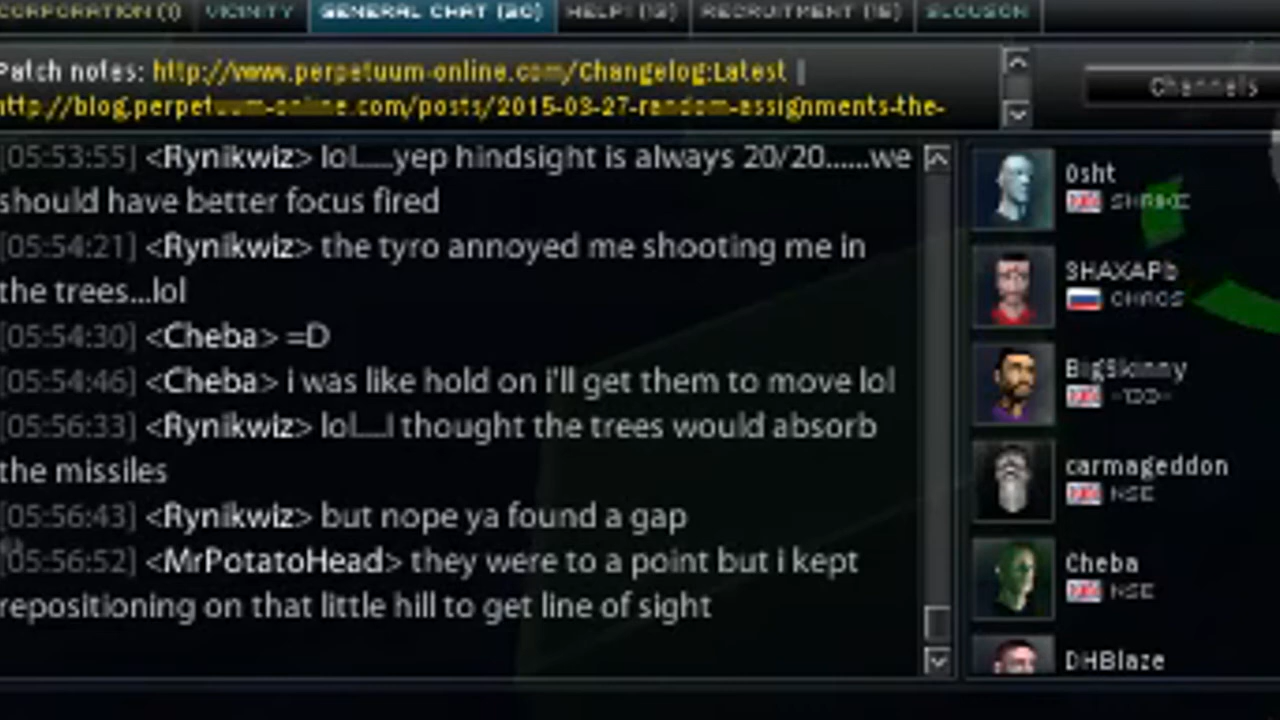 CORPORATION (1) VICINITY GENERAL CHAT (20) HELP! (13) RECRUITMENT (15) SLOUSON
Patch notes: http://www.perpetuum-online.com/Changelog:Latest |
http://blog.perpetuum-online.com/posts/2015-03-27-random-assignments-the-
Channels
[05:53:55] <Rynikwiz> lol.....yep hindsight is always 20/20......we
should have better focus fired
[05:54:21] <Rynikwiz> the tyro annoyed me shooting me in
the trees...lol
[05:54:30] <Cheba> =D
[05:54:46] <Cheba> i was like hold on i'll get them to move lol
[05:56:33] <Rynikwiz> lol....I thought the trees would absorb
the missiles
[05:56:43] <Rynikwiz> but nope ya found a gap
[05:56:52] <MrPotatoHead> they were to a point but i kept
repositioning on that little hill to get line of sight
0sht
SHRIKE
3HAXAPb
CHAOS
BigSkinny
carmageddon
NSE
Cheba
NSE
DHBlaze